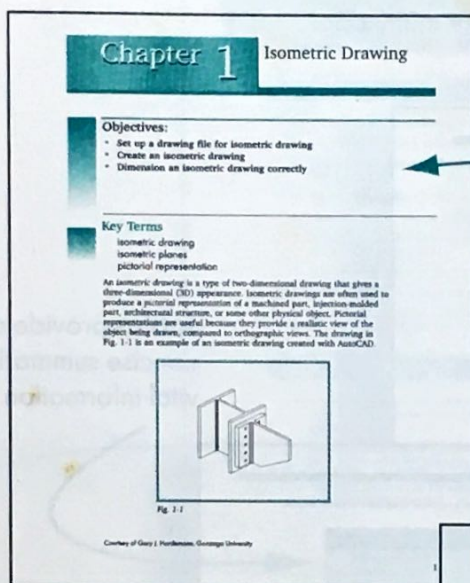 Chapter 1
Isometric Drawing
Objectives:
• Set up a drawing file for isometric drawing
• Create an isometric drawing
• Dimension an isometric drawing correctly
Key Terms
isometric drawing
isometric planes
pictorial representation
An isometric drawing is a type of two-dimensional drawing that gives a
three-dimensional (3D) appearance. Isometric drawings are often used to
produce a pictorial representation of a machined part, injection-molded
part, architectural structure, or some other physical object. Pictorial
representations are useful because they provide a realistic view of the
object being drawn, compared to orthographic views. The drawing in
Fig. 1-1 is an example of an isometric drawing created with AutoCAD.
Fig. 1-1
Courtesy of Gary J. Gonzaga University
1